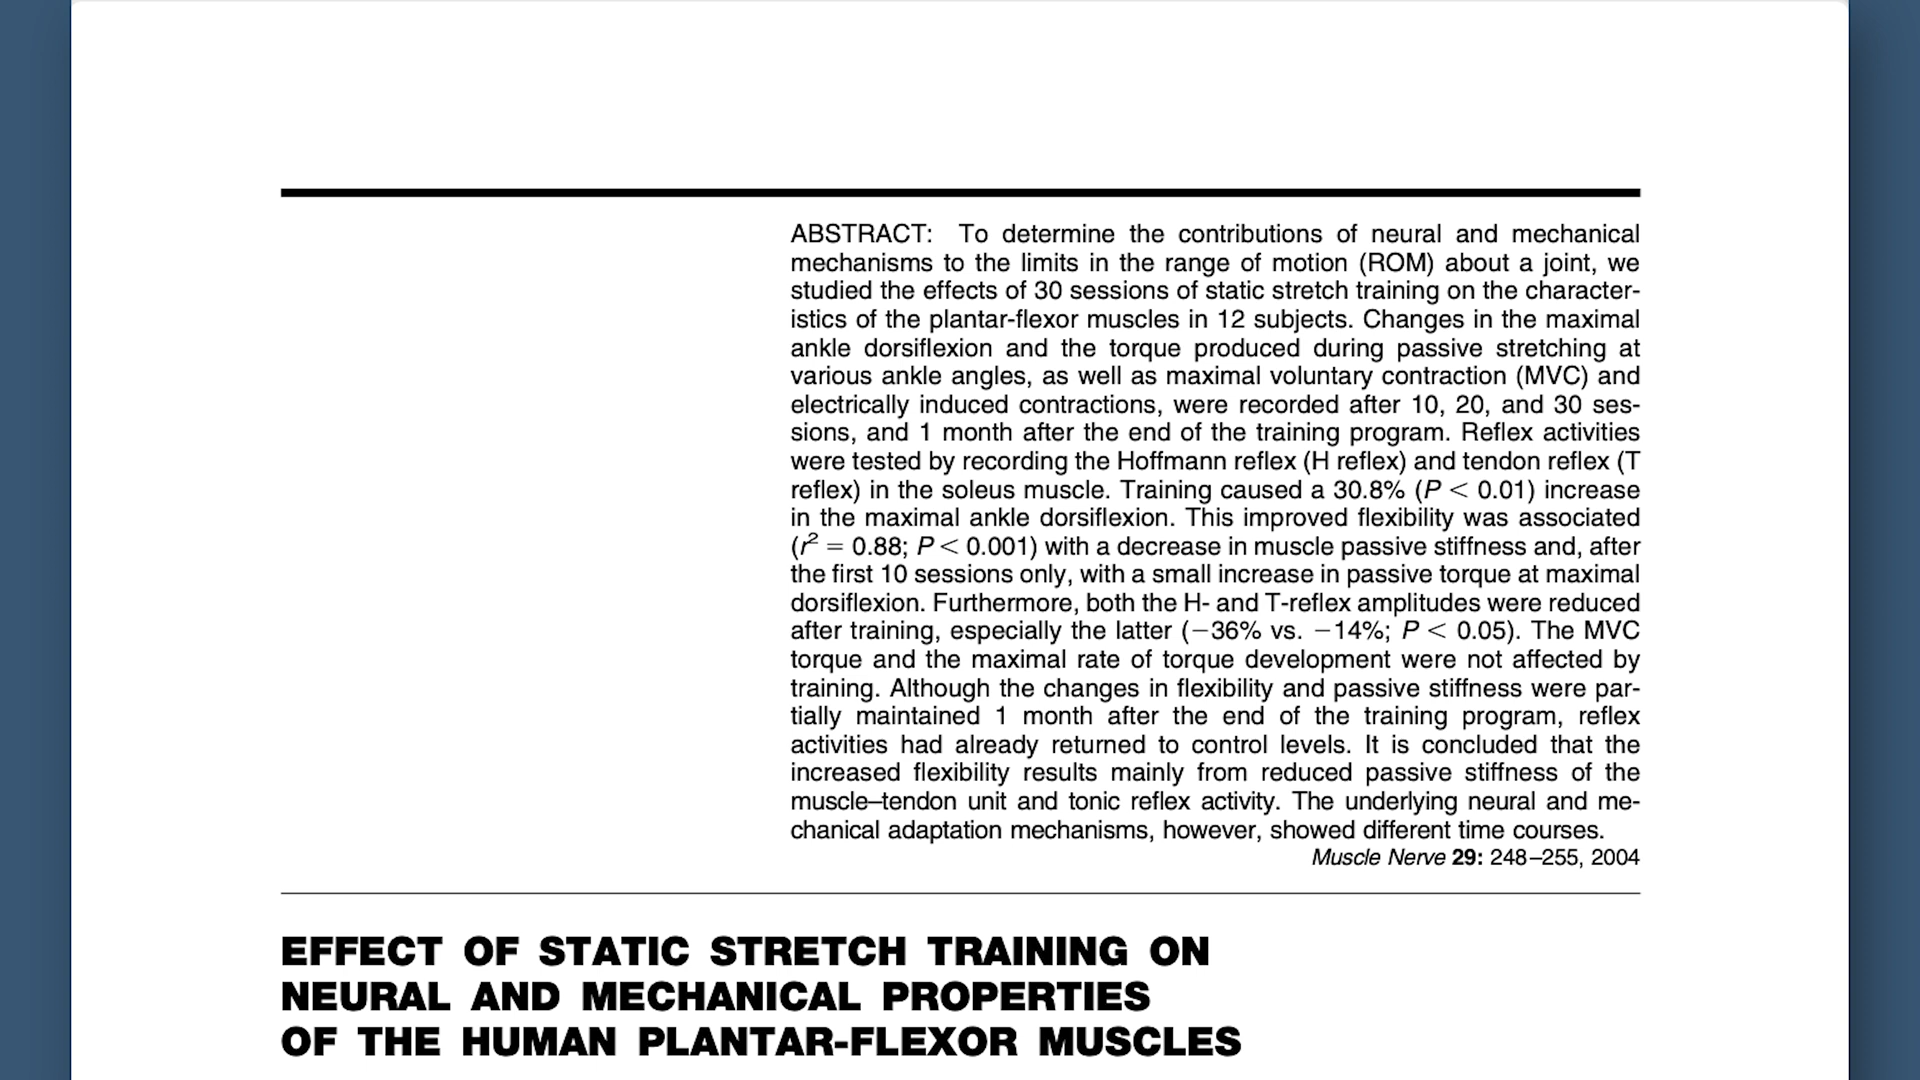 ABSTRACT: To determine the contributions of neural and mechanical
mechanisms to the limits in the range of motion (ROM) about a joint, we
studied the effects of 30 sessions of static stretch training on the character-
istics of the plantar-flexor muscles in 12 subjects. Changes in the maximal
ankle dorsiflexion and the torque produced during passive stretching at
various ankle angles, as well as maximal voluntary contraction (MVC) and
electrically induced contractions, were recorded after 10, 20, and 30 ses-
sions, and 1 month after the end of the training program. Reflex activities
were tested by recording the Hoffmann reflex (H reflex) and tendon reflex (T
reflex) in the soleus muscle. Training caused a 30.8% (P < 0.01) increase
in the maximal ankle dorsiflexion. This improved flexibility was associated
(r² = 0.88; P < 0.001) with a decrease in muscle passive stiffness and, after
the first 10 sessions only, with a small increase in passive torque at maximal
dorsiflexion. Furthermore, both the H- and T-reflex amplitudes were reduced
after training, especially the latter (−36% vs. −14%; P < 0.05). The MVC
torque and the maximal rate of torque development were not affected by
training. Although the changes in flexibility and passive stiffness were par-
tially maintained 1 month after the end of the training program, reflex
activities had already returned to control levels. It is concluded that the
increased flexibility results mainly from reduced passive stiffness of the
muscle–tendon unit and tonic reflex activity. The underlying neural and me-
chanical adaptation mechanisms, however, showed different time courses.
Muscle Nerve 29: 248–255, 2004
EFFECT OF STATIC STRETCH TRAINING ON
NEURAL AND MECHANICAL PROPERTIES
OF THE HUMAN PLANTAR-FLEXOR MUSCLES